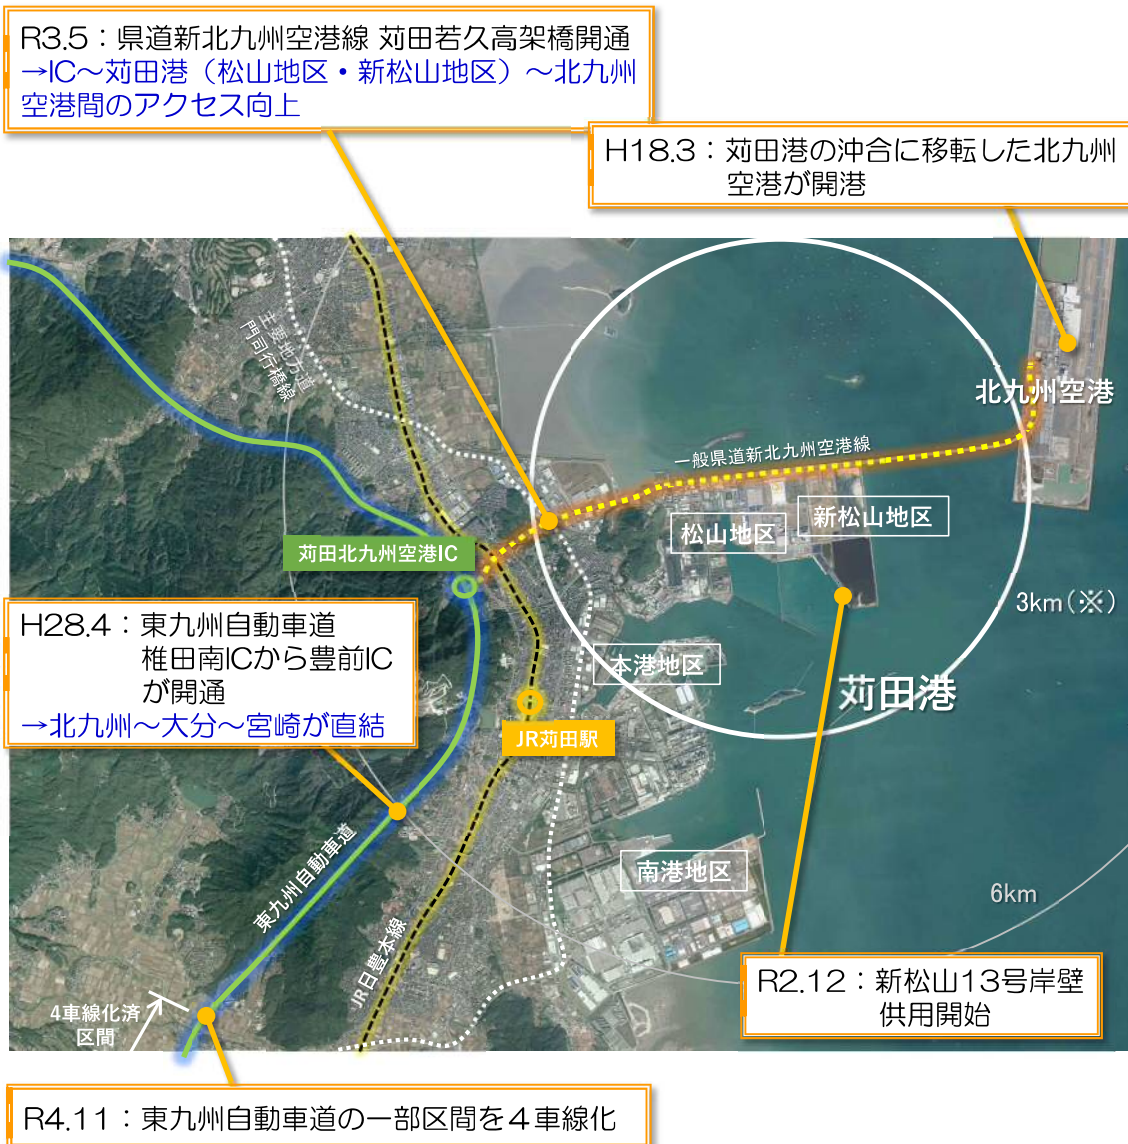 R3.5：県道新北九州空港線 苅田若久高架橋開通
→IC～苅田港（松山地区・新松山地区）～北九州
空港間のアクセス向上
H18.3：苅田港の沖合に移転した北九州
空港が開港
主要地方道
門司行橋線
北九州空港
一般県道新北九州空港線
松山地区
新松山地区
苅田北九州空港IC
3km(※)
H28.4：東九州自動車道
椎田南ICから豊前IC
が開通
→北九州～大分～宮崎が直結
本港地区
苅田港
JR苅田駅
東九州自動車道
南港地区
6km
JR日豊本線
R2.12：新松山13号岸壁
供用開始
4車線化済
区間
R4.11：東九州自動車道の一部区間を４車線化